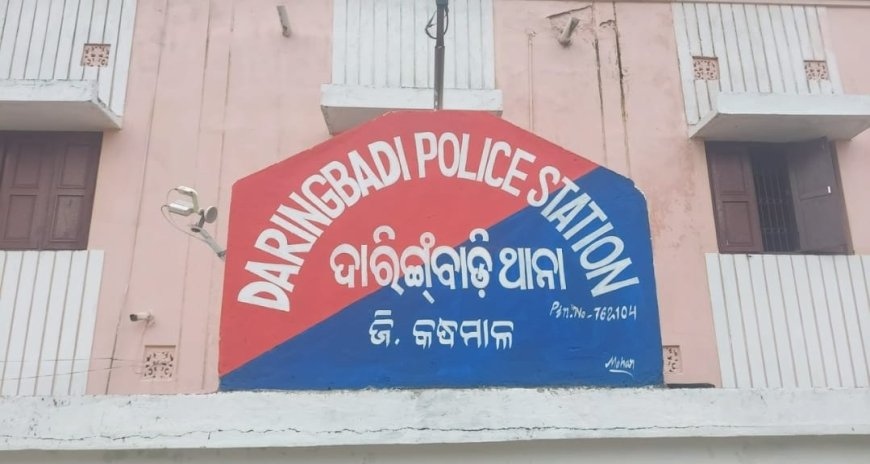 DARINGBADI POLICE STATION
ଦାରିଙ୍ଗ୍‌ବାଡ଼ି ଥାନା
Pin.No-762104
ଜି. କନ୍ଧମାଳ
Mohan